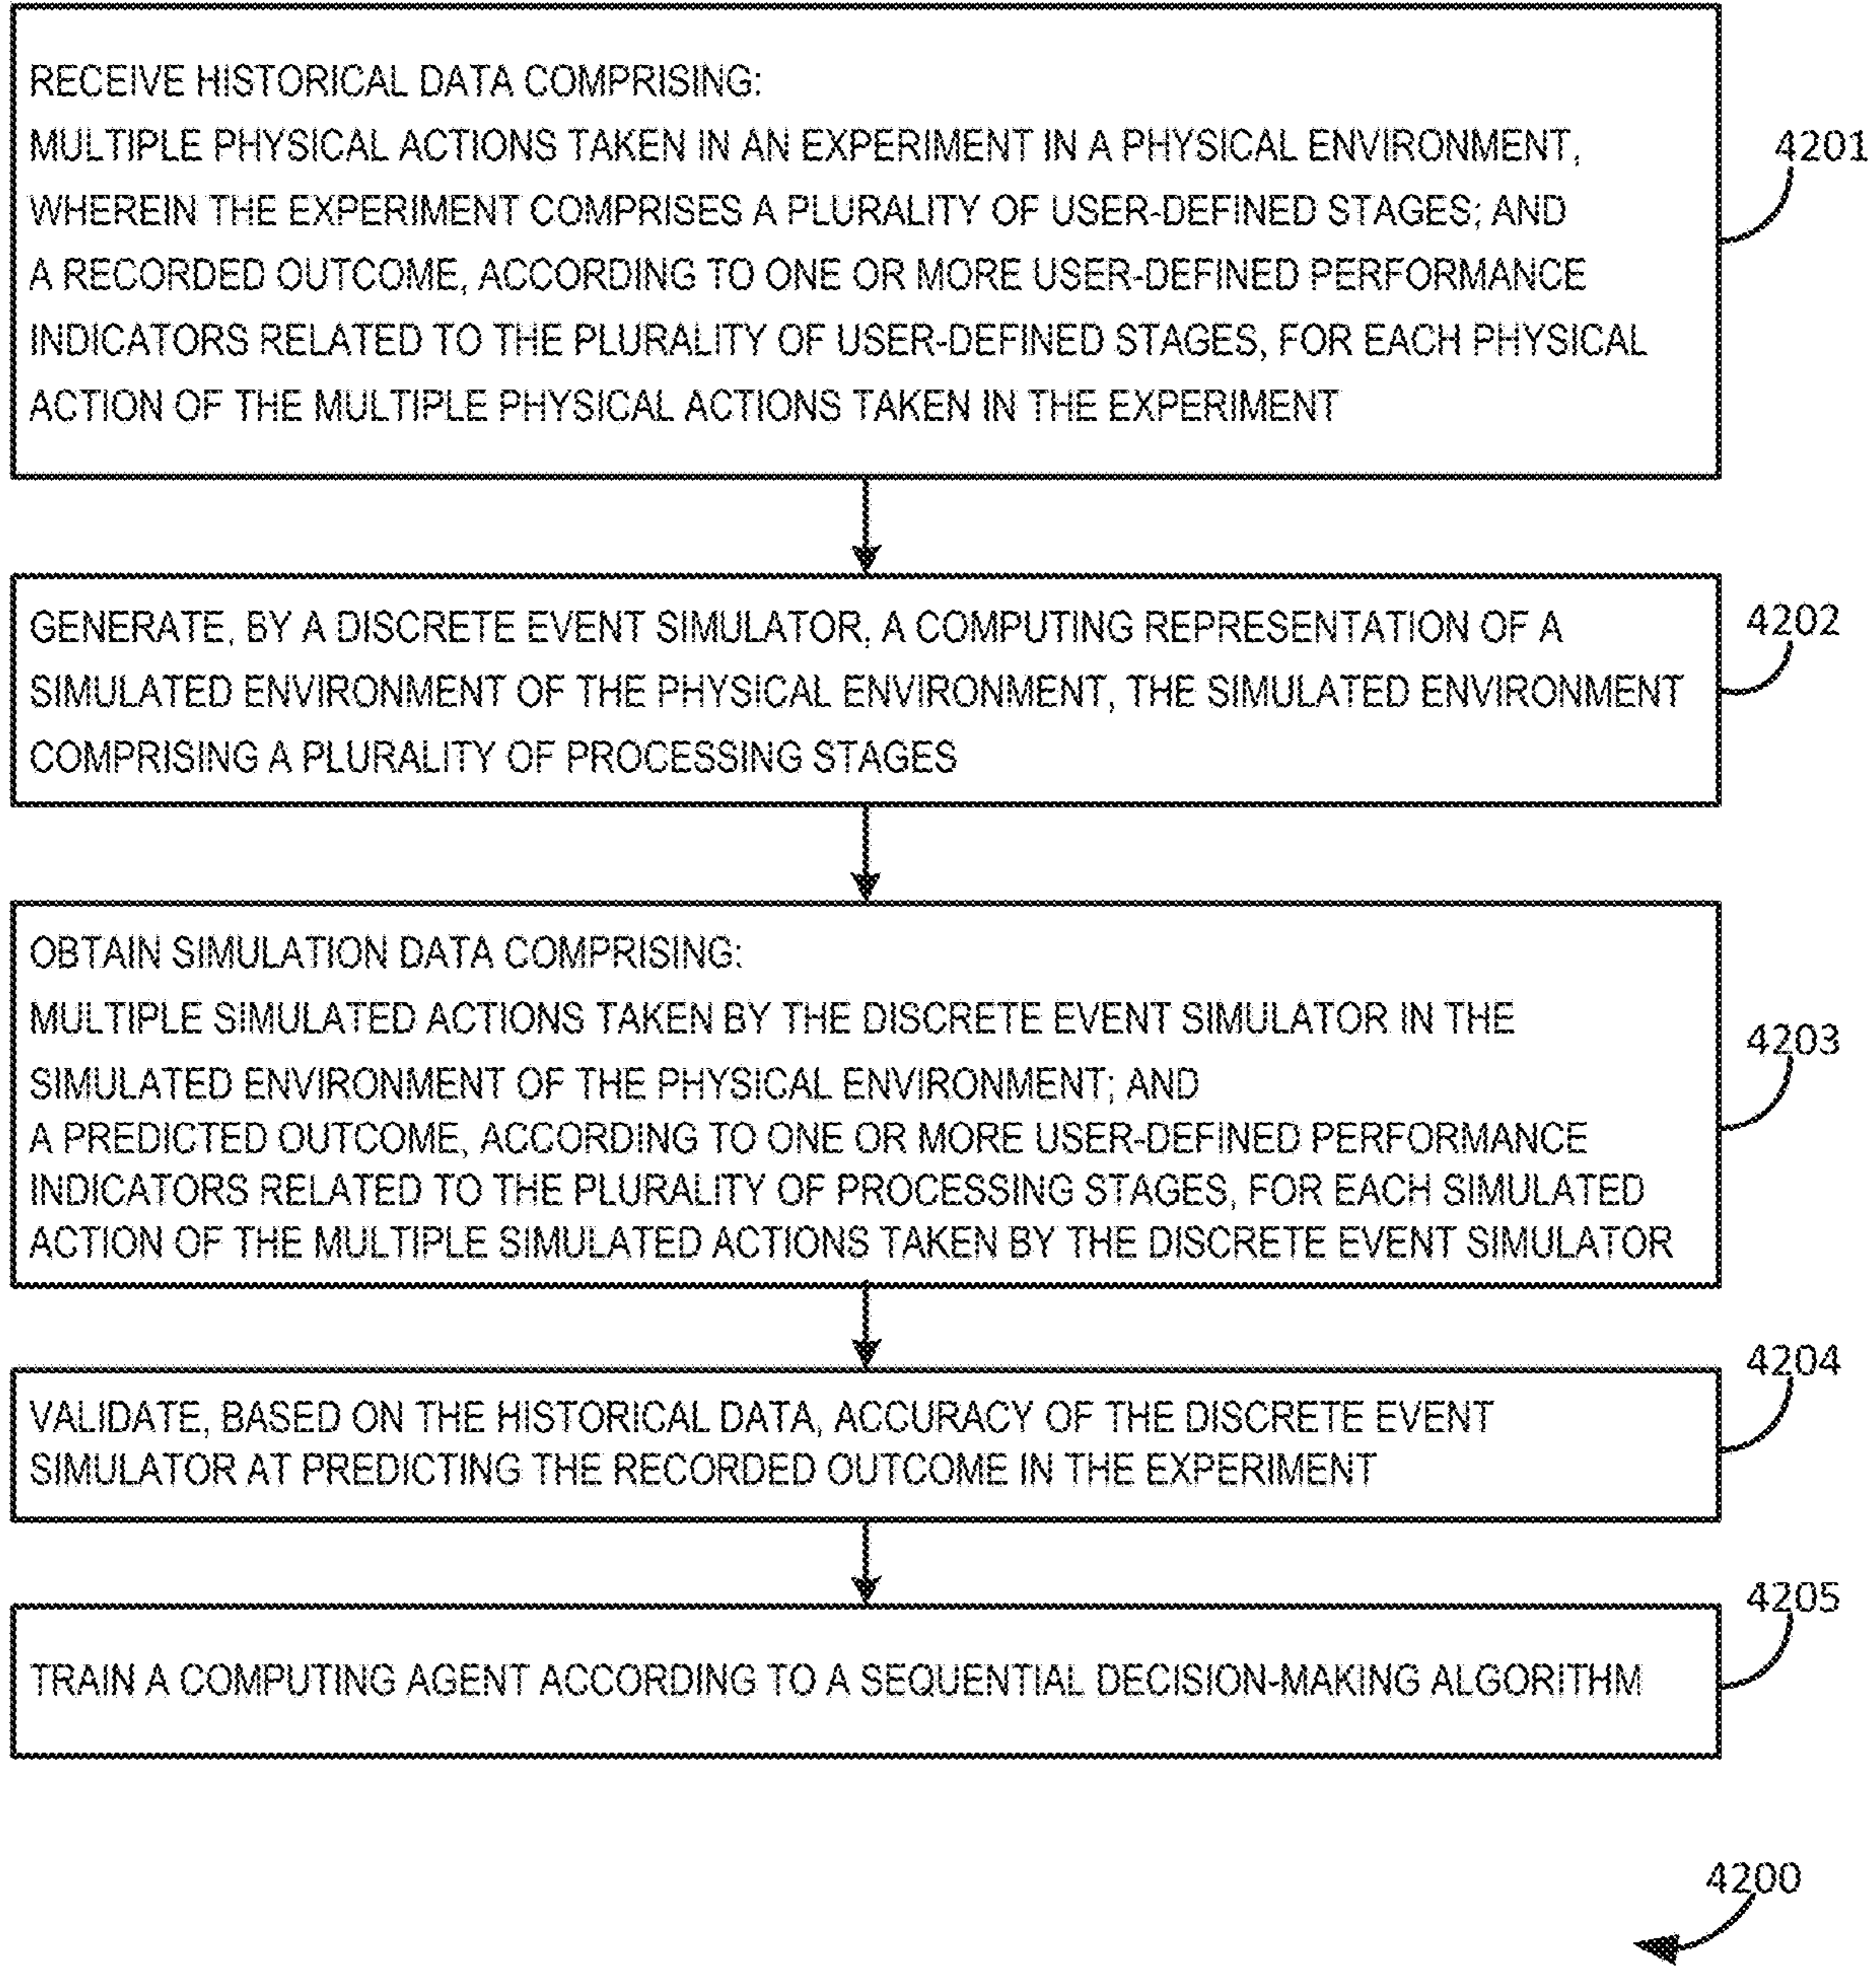 RECEIVE HISTORICAL DATA COMPRISING:
MULTIPLE PHYSICAL ACTIONS TAKEN IN AN EXPERIMENT IN A PHYSICAL ENVIRONMENT,
WHEREIN THE EXPERIMENT COMPRISES A PLURALITY OF USER-DEFINED STAGES; AND
A RECORDED OUTCOME, ACCORDING TO ONE OR MORE USER-DEFINED PERFORMANCE
INDICATORS RELATED TO THE PLURALITY OF USER-DEFINED STAGES, FOR EACH PHYSICAL
ACTION OF THE MULTIPLE PHYSICAL ACTIONS TAKEN IN THE EXPERIMENT
4201
GENERATE, BY A DISCRETE EVENT SIMULATOR, A COMPUTING REPRESENTATION OF A
SIMULATED ENVIRONMENT OF THE PHYSICAL ENVIRONMENT, THE SIMULATED ENVIRONMENT
COMPRISING A PLURALITY OF PROCESSING STAGES
4202
OBTAIN SIMULATION DATA COMPRISING:
MULTIPLE SIMULATED ACTIONS TAKEN BY THE DISCRETE EVENT SIMULATOR IN THE
SIMULATED ENVIRONMENT OF THE PHYSICAL ENVIRONMENT; AND
A PREDICTED OUTCOME, ACCORDING TO ONE OR MORE USER-DEFINED PERFORMANCE
INDICATORS RELATED TO THE PLURALITY OF PROCESSING STAGES, FOR EACH SIMULATED
ACTION OF THE MULTIPLE SIMULATED ACTIONS TAKEN BY THE DISCRETE EVENT SIMULATOR
4203
VALIDATE, BASED ON THE HISTORICAL DATA, ACCURACY OF THE DISCRETE EVENT
SIMULATOR AT PREDICTING THE RECORDED OUTCOME IN THE EXPERIMENT
4204
TRAIN A COMPUTING AGENT ACCORDING TO A SEQUENTIAL DECISION-MAKING ALGORITHM
4205
4200